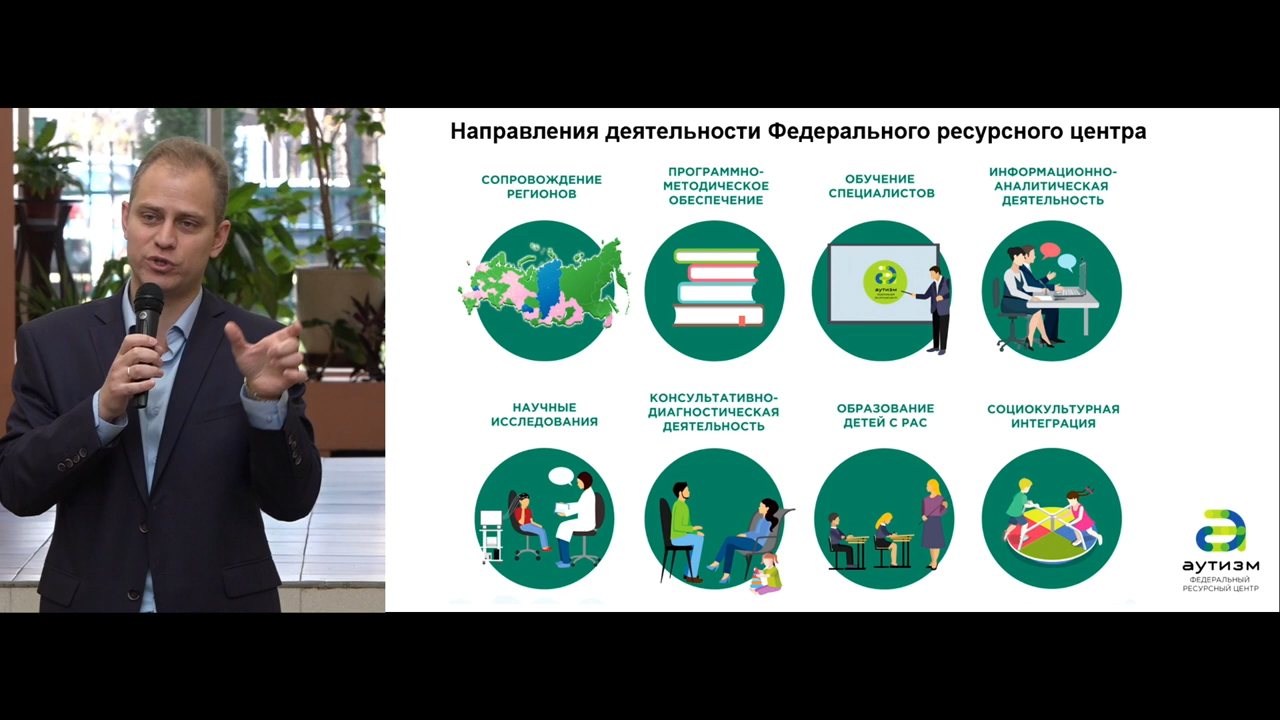 Направления деятельности Федерального ресурсного центра
СОПРОВОЖДЕНИЕ
РЕГИОНОВ
ПРОГРАММНО-
МЕТОДИЧЕСКОЕ
ОБЕСПЕЧЕНИЕ
ОБУЧЕНИЕ
СПЕЦИАЛИСТОВ
ИНФОРМАЦИОННО-
АНАЛИТИЧЕСКАЯ
ДЕЯТЕЛЬНОСТЬ
аутизм
НАУЧНЫЕ
ИССЛЕДОВАНИЯ
КОНСУЛЬТАТИВНО-
ДИАГНОСТИЧЕСКАЯ
ДЕЯТЕЛЬНОСТЬ
ОБРАЗОВАНИЕ
ДЕТЕЙ С РАС
СОЦИОКУЛЬТУРНАЯ
ИНТЕГРАЦИЯ
аутизм
ФЕДЕРАЛЬНЫЙ
РЕСУРСНЫЙ ЦЕНТР